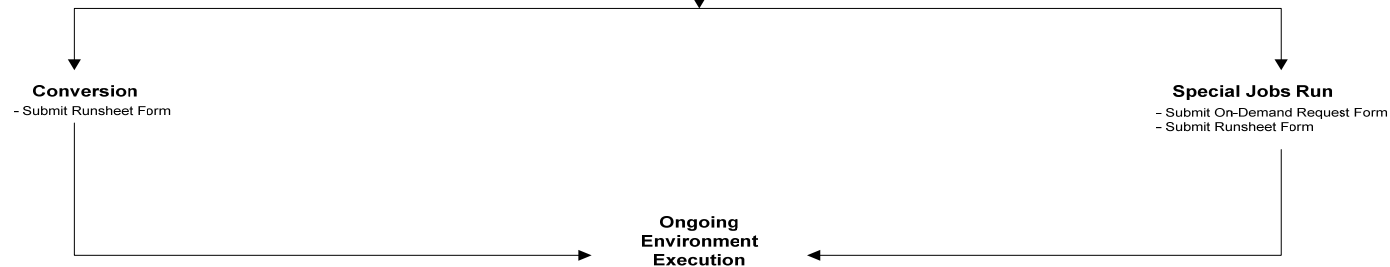 Conversion
- Submit Runsheet Form
Special Jobs Run
- Submit On-Demand Request Form
- Submit Runsheet Form
Ongoing
Environment
Execution